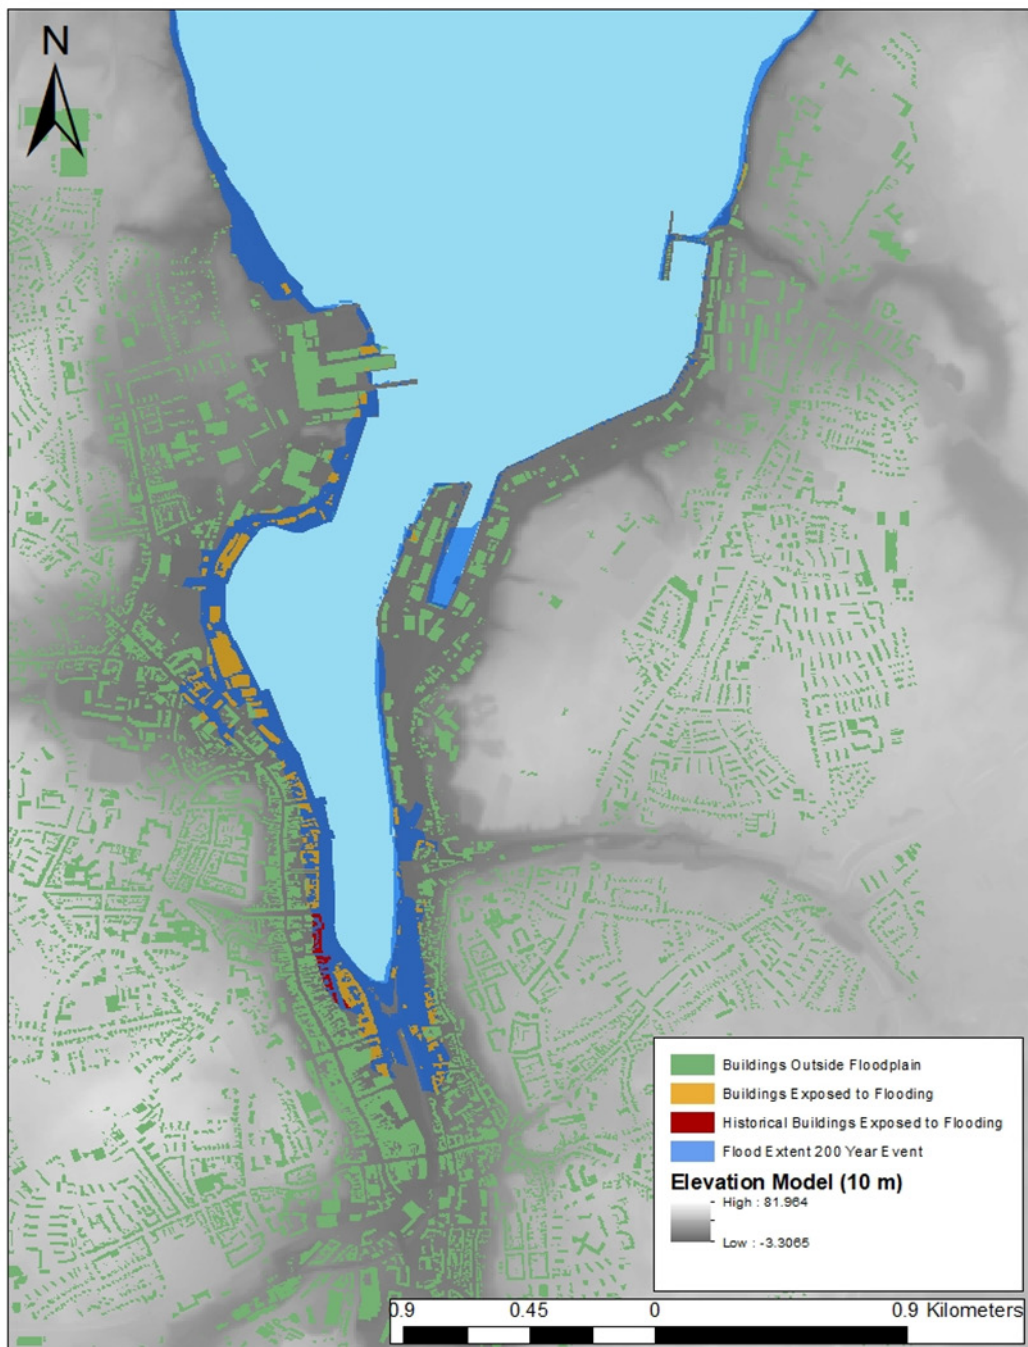 N
Buildings Outside Floodplain
Buildings Exposed to Flooding
Historical Buildings Exposed to Flooding
Flood Extent 200 Year Event
Elevation Model (10 m)
High : 81.964
Low : -3.3065
0.9 0.45 0 0.9 Kilometers